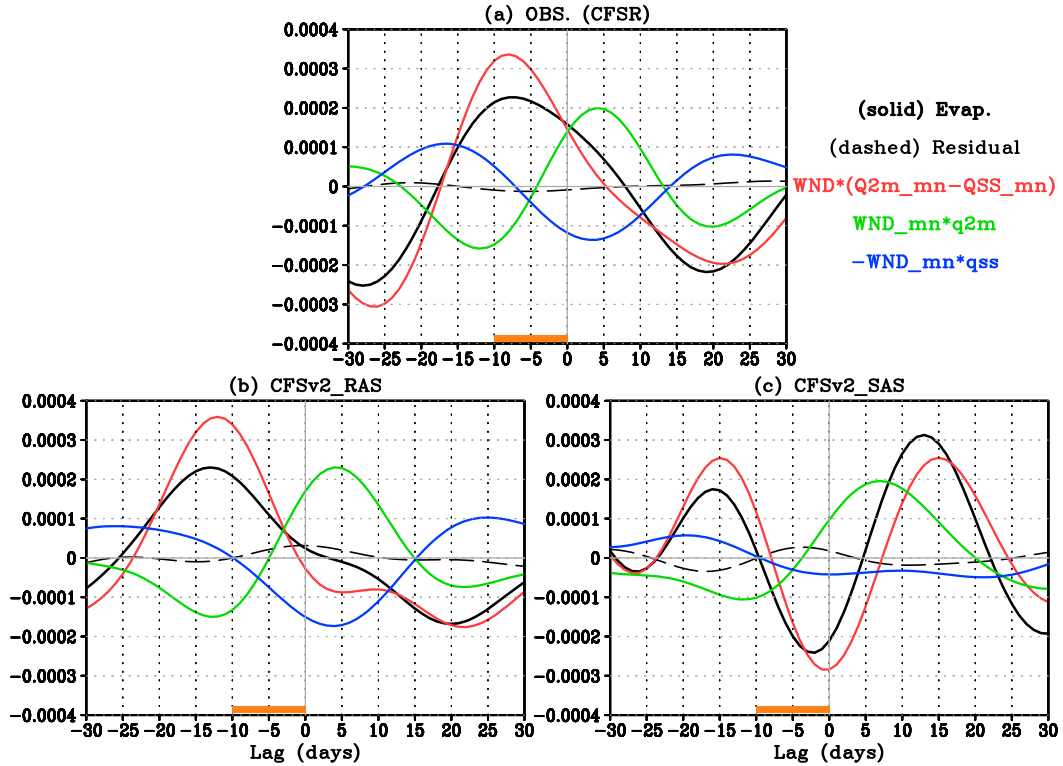 (a) OBS. (CFSR)
0.0004
0.0003
0.0002
0.0001
0
-0.0001
-0.0002
-0.0003
-0.0004
-30 -25 -20 -15 -10 -5 0 5 10 15 20 25 30
(solid) Evap.
(dashed) Residual
WND*(Q2m_mn-QSS_mn)
WND_mn*q2m
-WND_mn*qss
(b) CFSv2_RAS
0.0004
0.0003
0.0002
0.0001
0
-0.0001
-0.0002
-0.0003
-0.0004
-30 -25 -20 -15 -10 -5 0 5 10 15 20 25 30
Lag (days)
(c) CFSv2_SAS
0.0004
0.0003
0.0002
0.0001
0
-0.0001
-0.0002
-0.0003
-0.0004
-30 -25 -20 -15 -10 -5 0 5 10 15 20 25 30
Lag (days)